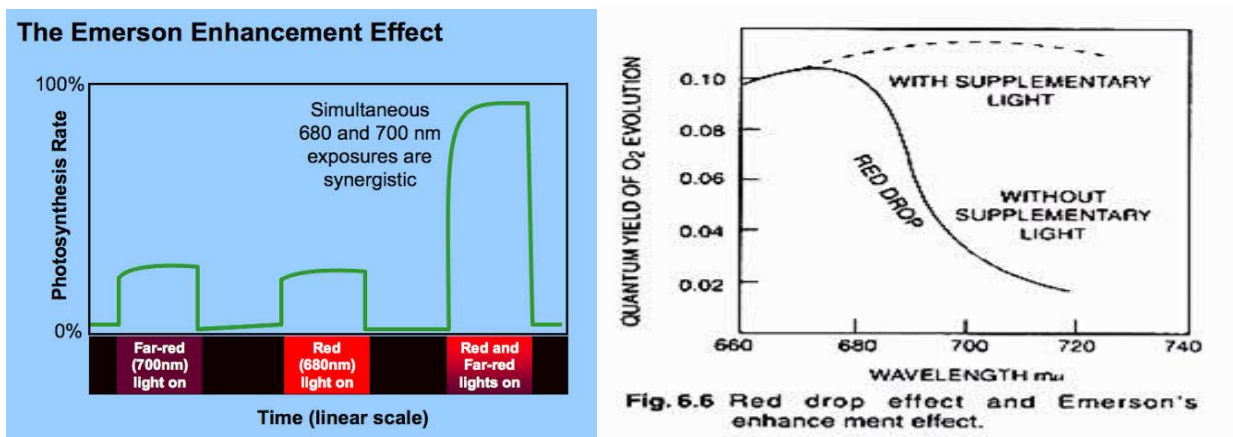 The Emerson Enhancement Effect
100%
Simultaneous
680 and 700 nm
exposures are
synergistic
Photosynthesis Rate
0%
Far-red
(700nm)
light on
Red
(680nm)
light on
Red and
Far-red
lights on
Time (linear scale)
QUANTUM YIELD OF O2 EVOLUTION
0.10
0.08
0.06
0.04
0.02
WITH SUPPLEMENTARY
LIGHT
RED DROP
WITHOUT
SUPPLEMENTARY
LIGHT
660
680
700
720
740
WAVELENGTH mu
Fig. 6.6 Red drop effect and Emerson's
enhance ment effect.